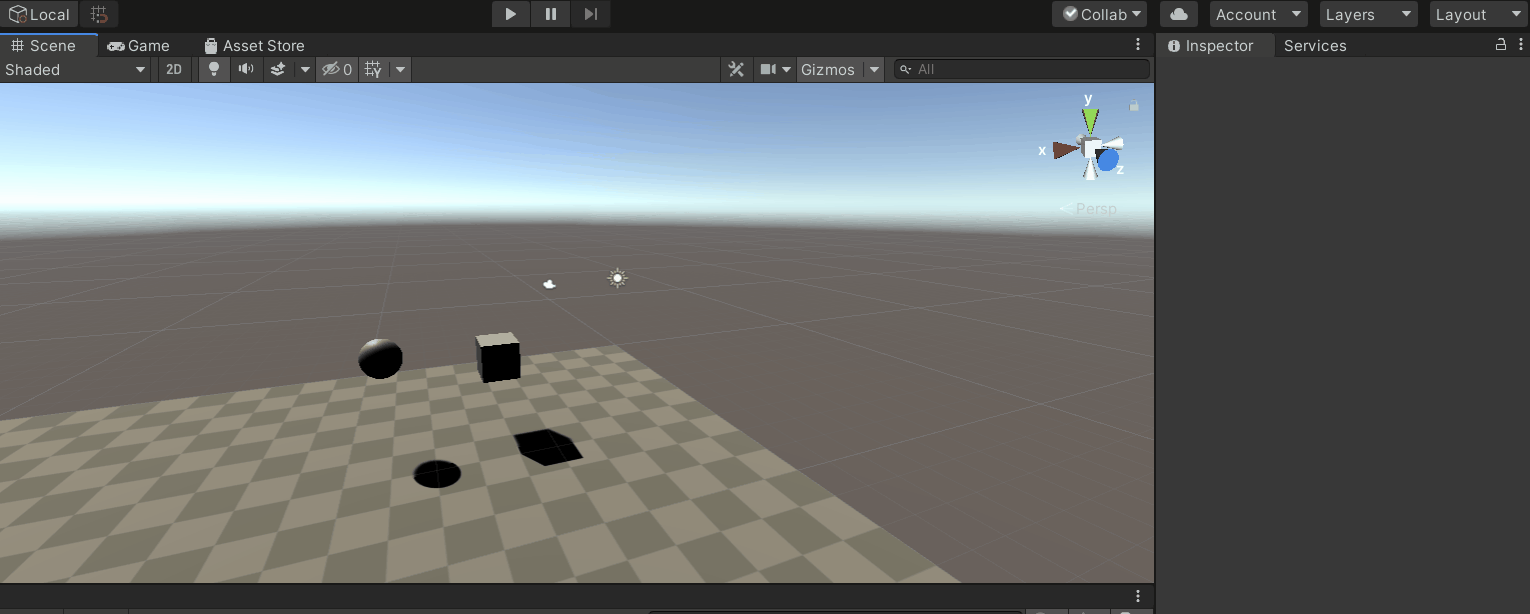 Local Collab Account Layers Layout
Scene Game Asset Store Inspector Services
Shaded 2D 0 Gizmos All
y
x
z
Persp